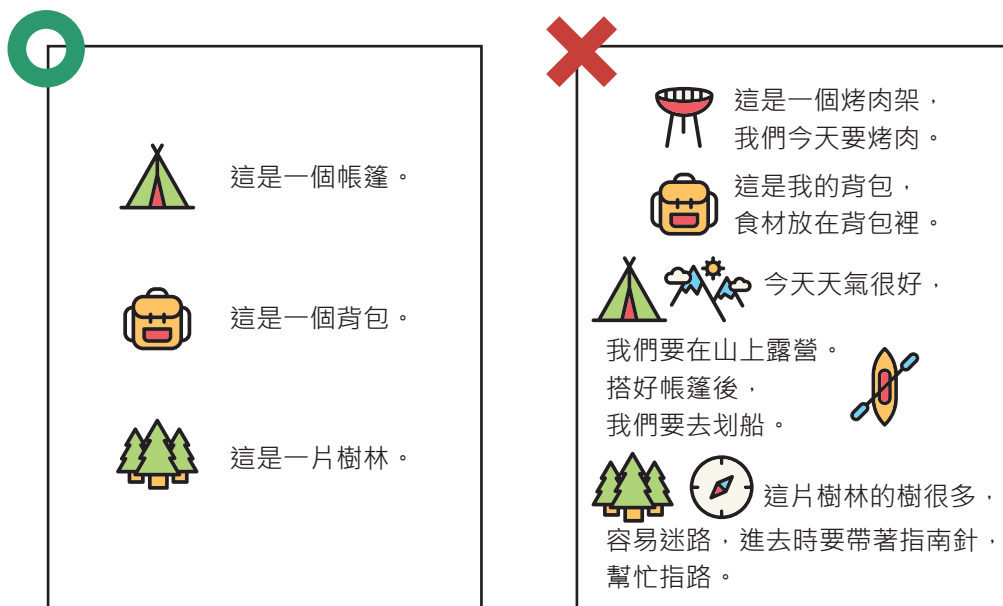 這是一個帳篷。
這是一個背包。
這是一片樹林。
這是一個烤肉架，
我們今天要烤肉。
這是我的背包，
食材放在背包裡。
今天天氣很好，
我們要在山上露營。
搭好帳篷後，
我們要去划船。
這片樹林的樹很多，
容易迷路，進去時要帶著指南針，
幫忙指路。